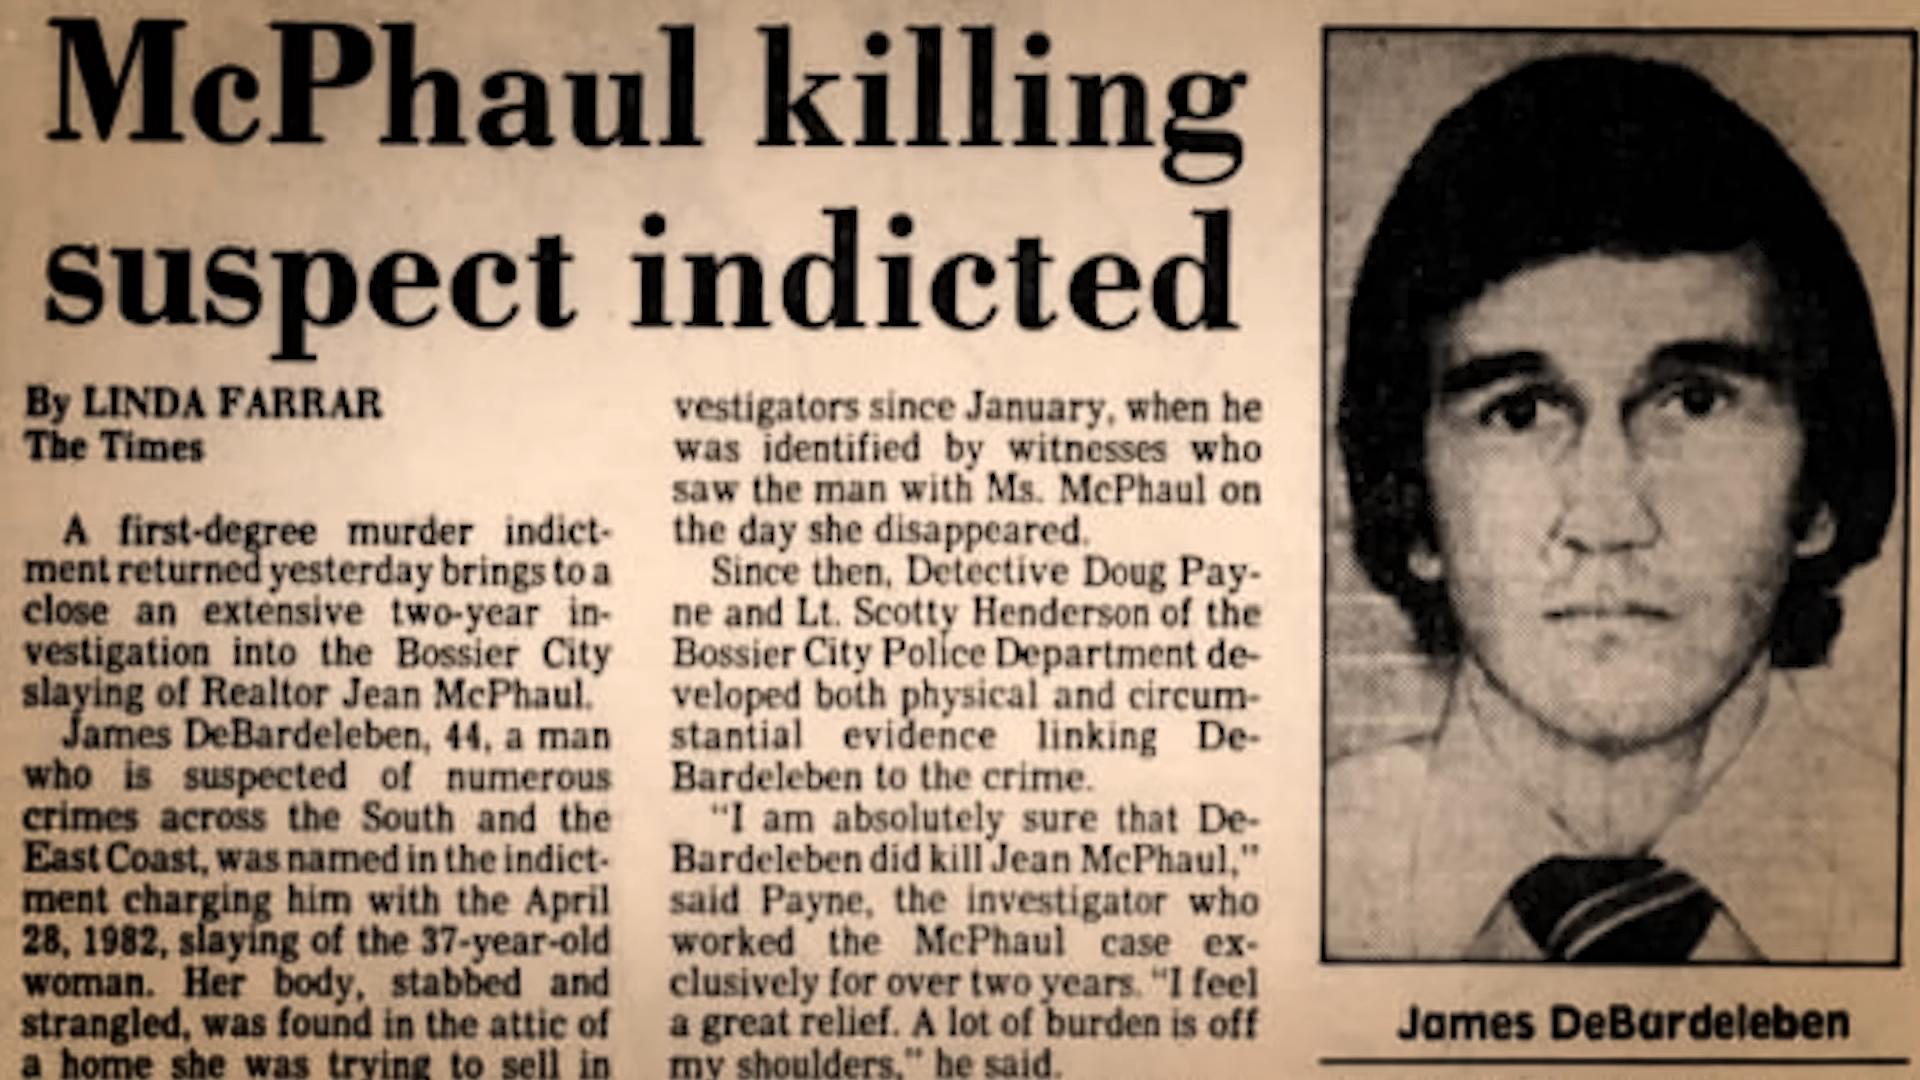 McPhaul killing
suspect indicted
By LINDA FARRAR
The Times
A first-degree murder indict-
ment returned yesterday brings to a
close an extensive two-year in-
vestigation into the Bossier City
slaying of Realtor Jean McPhaul.
James DeBardeleben, 44, a man
who is suspected of numerous
crimes across the South and the
East Coast, was named in the indict-
ment charging him with the April
28, 1982, slaying of the 37-year-old
woman. Her body, stabbed and
strangled, was found in the attic of
a home she was trying to sell in
vestigators since January, when he
was identified by witnesses who
saw the man with Ms. McPhaul on
the day she disappeared.
Since then, Detective Doug Pay-
ne and Lt. Scotty Henderson of the
Bossier City Police Department de-
veloped both physical and circum-
stantial evidence linking De-
Bardeleben to the crime.
"I am absolutely sure that De-
Bardeleben did kill Jean McPhaul,"
said Payne, the investigator who
worked the McPhaul case ex-
clusively for over two years. "I feel
a great relief. A lot of burden is off
my shoulders," he said.
James DeBardeleben